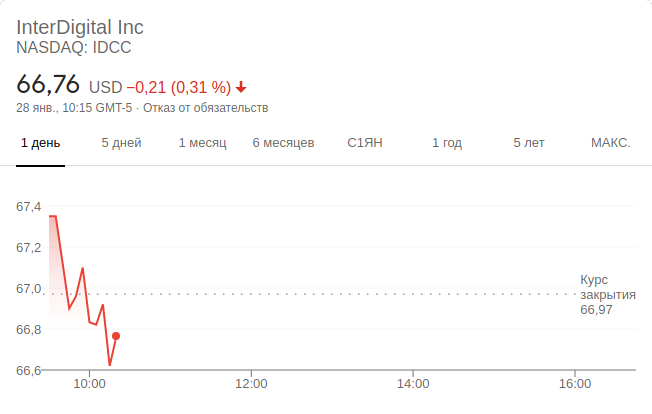 InterDigital Inc
NASDAQ: IDCC
66,76 USD −0,21 (0,31 %)
28 янв., 10:15 GMT-5 · Отказ от обязательств
1 день 5 дней 1 месяц 6 месяцев С1ЯН 1 год 5 лет МАКС.
67,4
67,2
67,0
66,8
66,6
Курс
закрытия
66,97
10:00 12:00 14:00 16:00